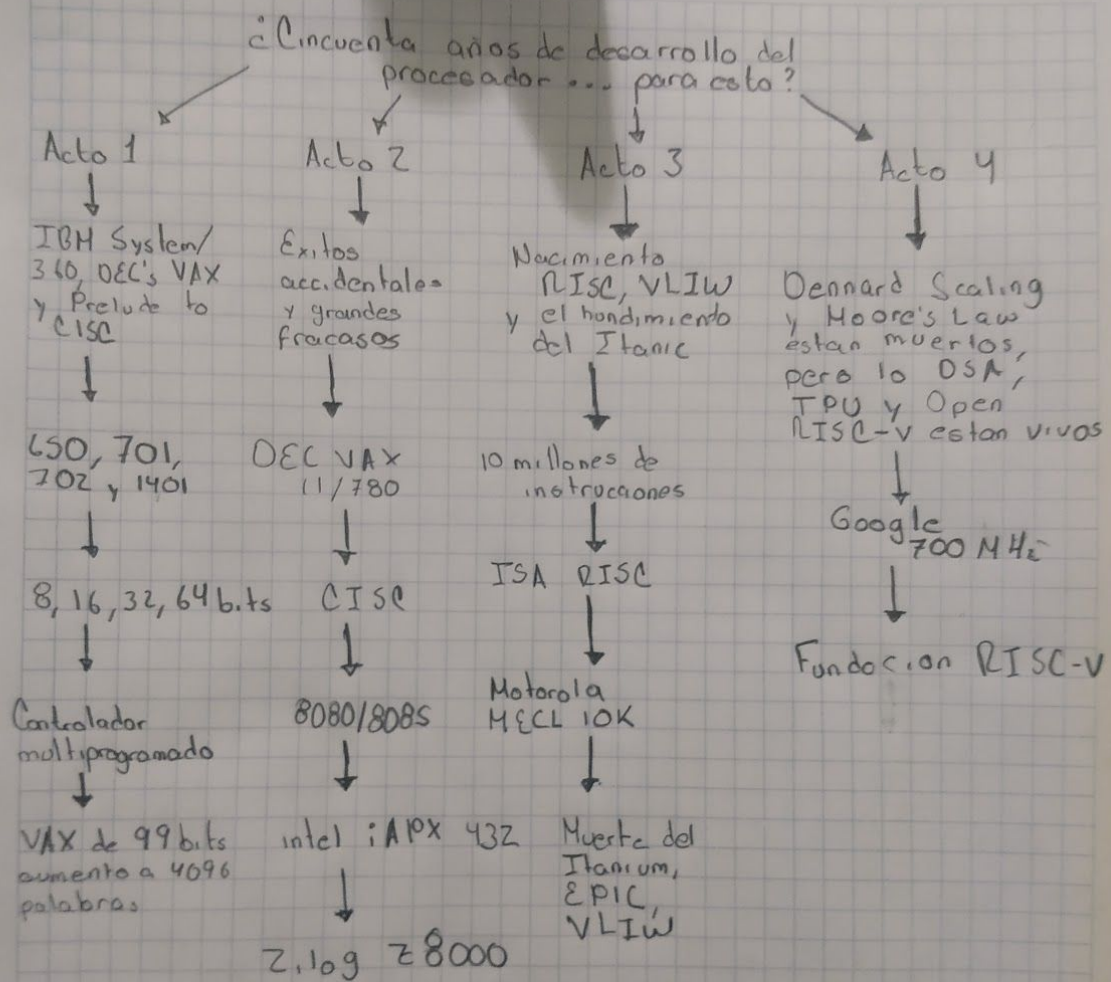 ¿Cincuenta años de desarrollo del
procesador... para esto?
Acto 1
IBM System/
360, DEC's VAX
y Prelude to
CISC
650, 701,
702 y 1401
8, 16, 32, 64 bits
Controlador
multiprogramado
VAX de 99 bits
aumento a 4096
palabras
Acto 2
Exitos
accidentales
y grandes
fracasos
DEC VAX
11/780
CISC
8080/8085
intel iAPX 432
Zilog Z8000
Acto 3
Nacimiento
RISC, VLIW
y el hundimiento
del Itanic
10 millones de
instrucciones
ISA RISC
Motorola
MECL 10K
Muerte del
Itanium,
EPIC,
VLIW
Acto 4
Dennard Scaling
y Moore's Law
estan muertos,
pero lo DSA,
TPU y Open
RISC-V estan vivos
Google
700 MHz
Fundacion RISC-V